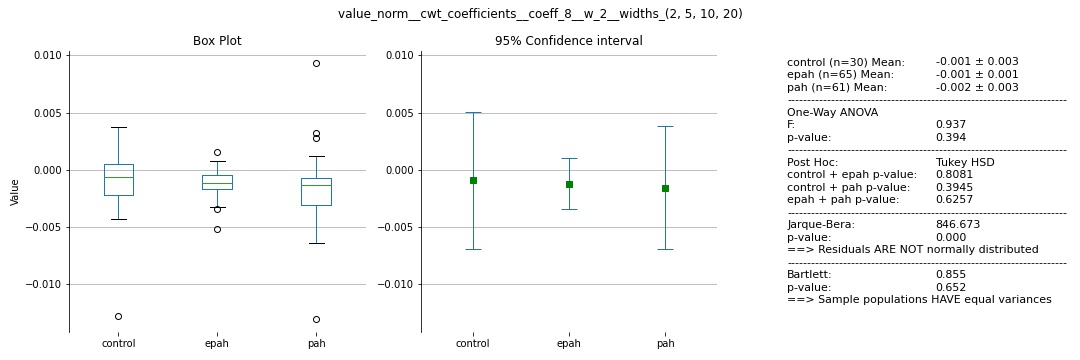 value_norm__cwt_coefficients__coeff_8__w_2__widths_(2, 5, 10, 20)
Box Plot
0.010
0.005
0.000
−0.005
−0.010
Value
control epah pah
95% Confidence interval
0.010
0.005
0.000
−0.005
−0.010
control epah pah
control (n=30) Mean: -0.001 ± 0.003
epah (n=65) Mean: -0.001 ± 0.001
pah (n=61) Mean: -0.002 ± 0.003
One-Way ANOVA
F: 0.937
p-value: 0.394
Post Hoc: Tukey HSD
control + epah p-value: 0.8081
control + pah p-value: 0.3945
epah + pah p-value: 0.6257
Jarque-Bera: 846.673
p-value: 0.000
==> Residuals ARE NOT normally distributed
Bartlett: 0.855
p-value: 0.652
==> Sample populations HAVE equal variances